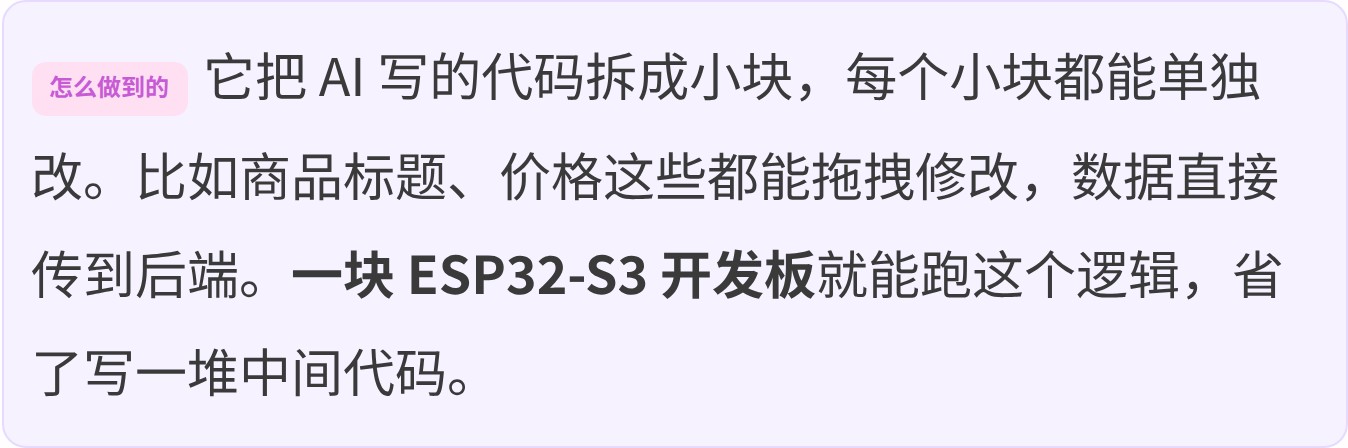 怎么做到的 它把 AI 写的代码拆成小块，每个小块都能单独
改。比如商品标题、价格这些都能拖拽修改，数据直接
传到后端。一块 ESP32-S3 开发板就能跑这个逻辑，省
了写一堆中间代码。